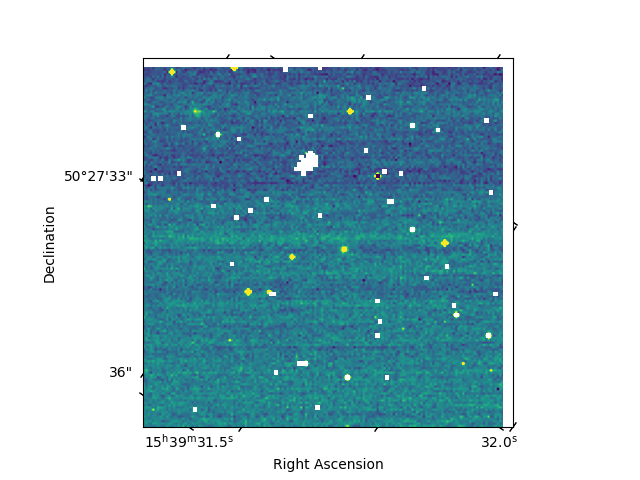 50°27'33"
Declination
36"
15ʰ39ᵐ31.5ˢ 32.0ˢ
Right Ascension